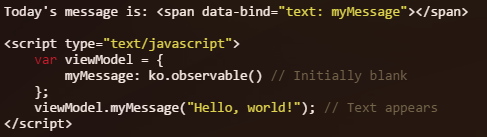 Today's message is: <span data-bind="text: myMessage"></span>
<script type="text/javascript">
var viewModel = {
myMessage: ko.observable() // Initially blank
};
viewModel.myMessage("Hello, world!"); // Text appears
</script>